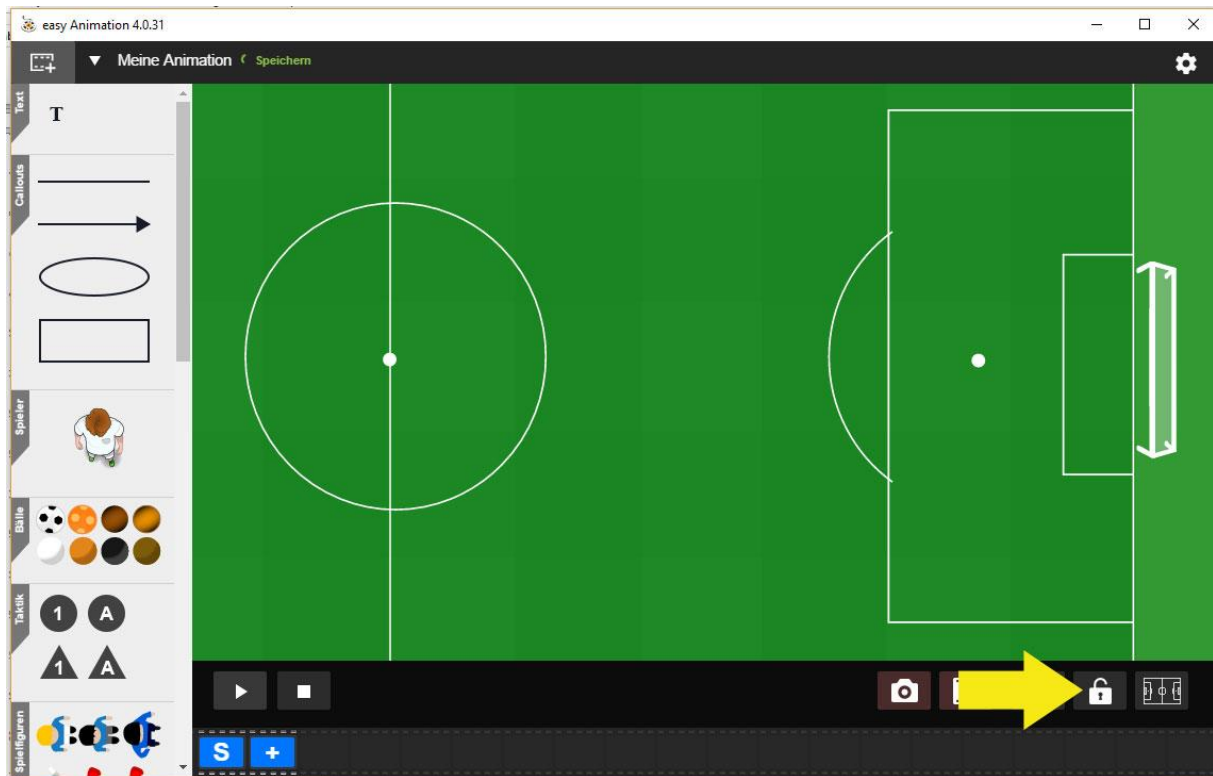 easy Animation 4.0.31
Meine Animation
Speichern
Text
T
Callouts
Spieler
Bälle
Taktik
1 A
1 A
Spielfiguren
S +